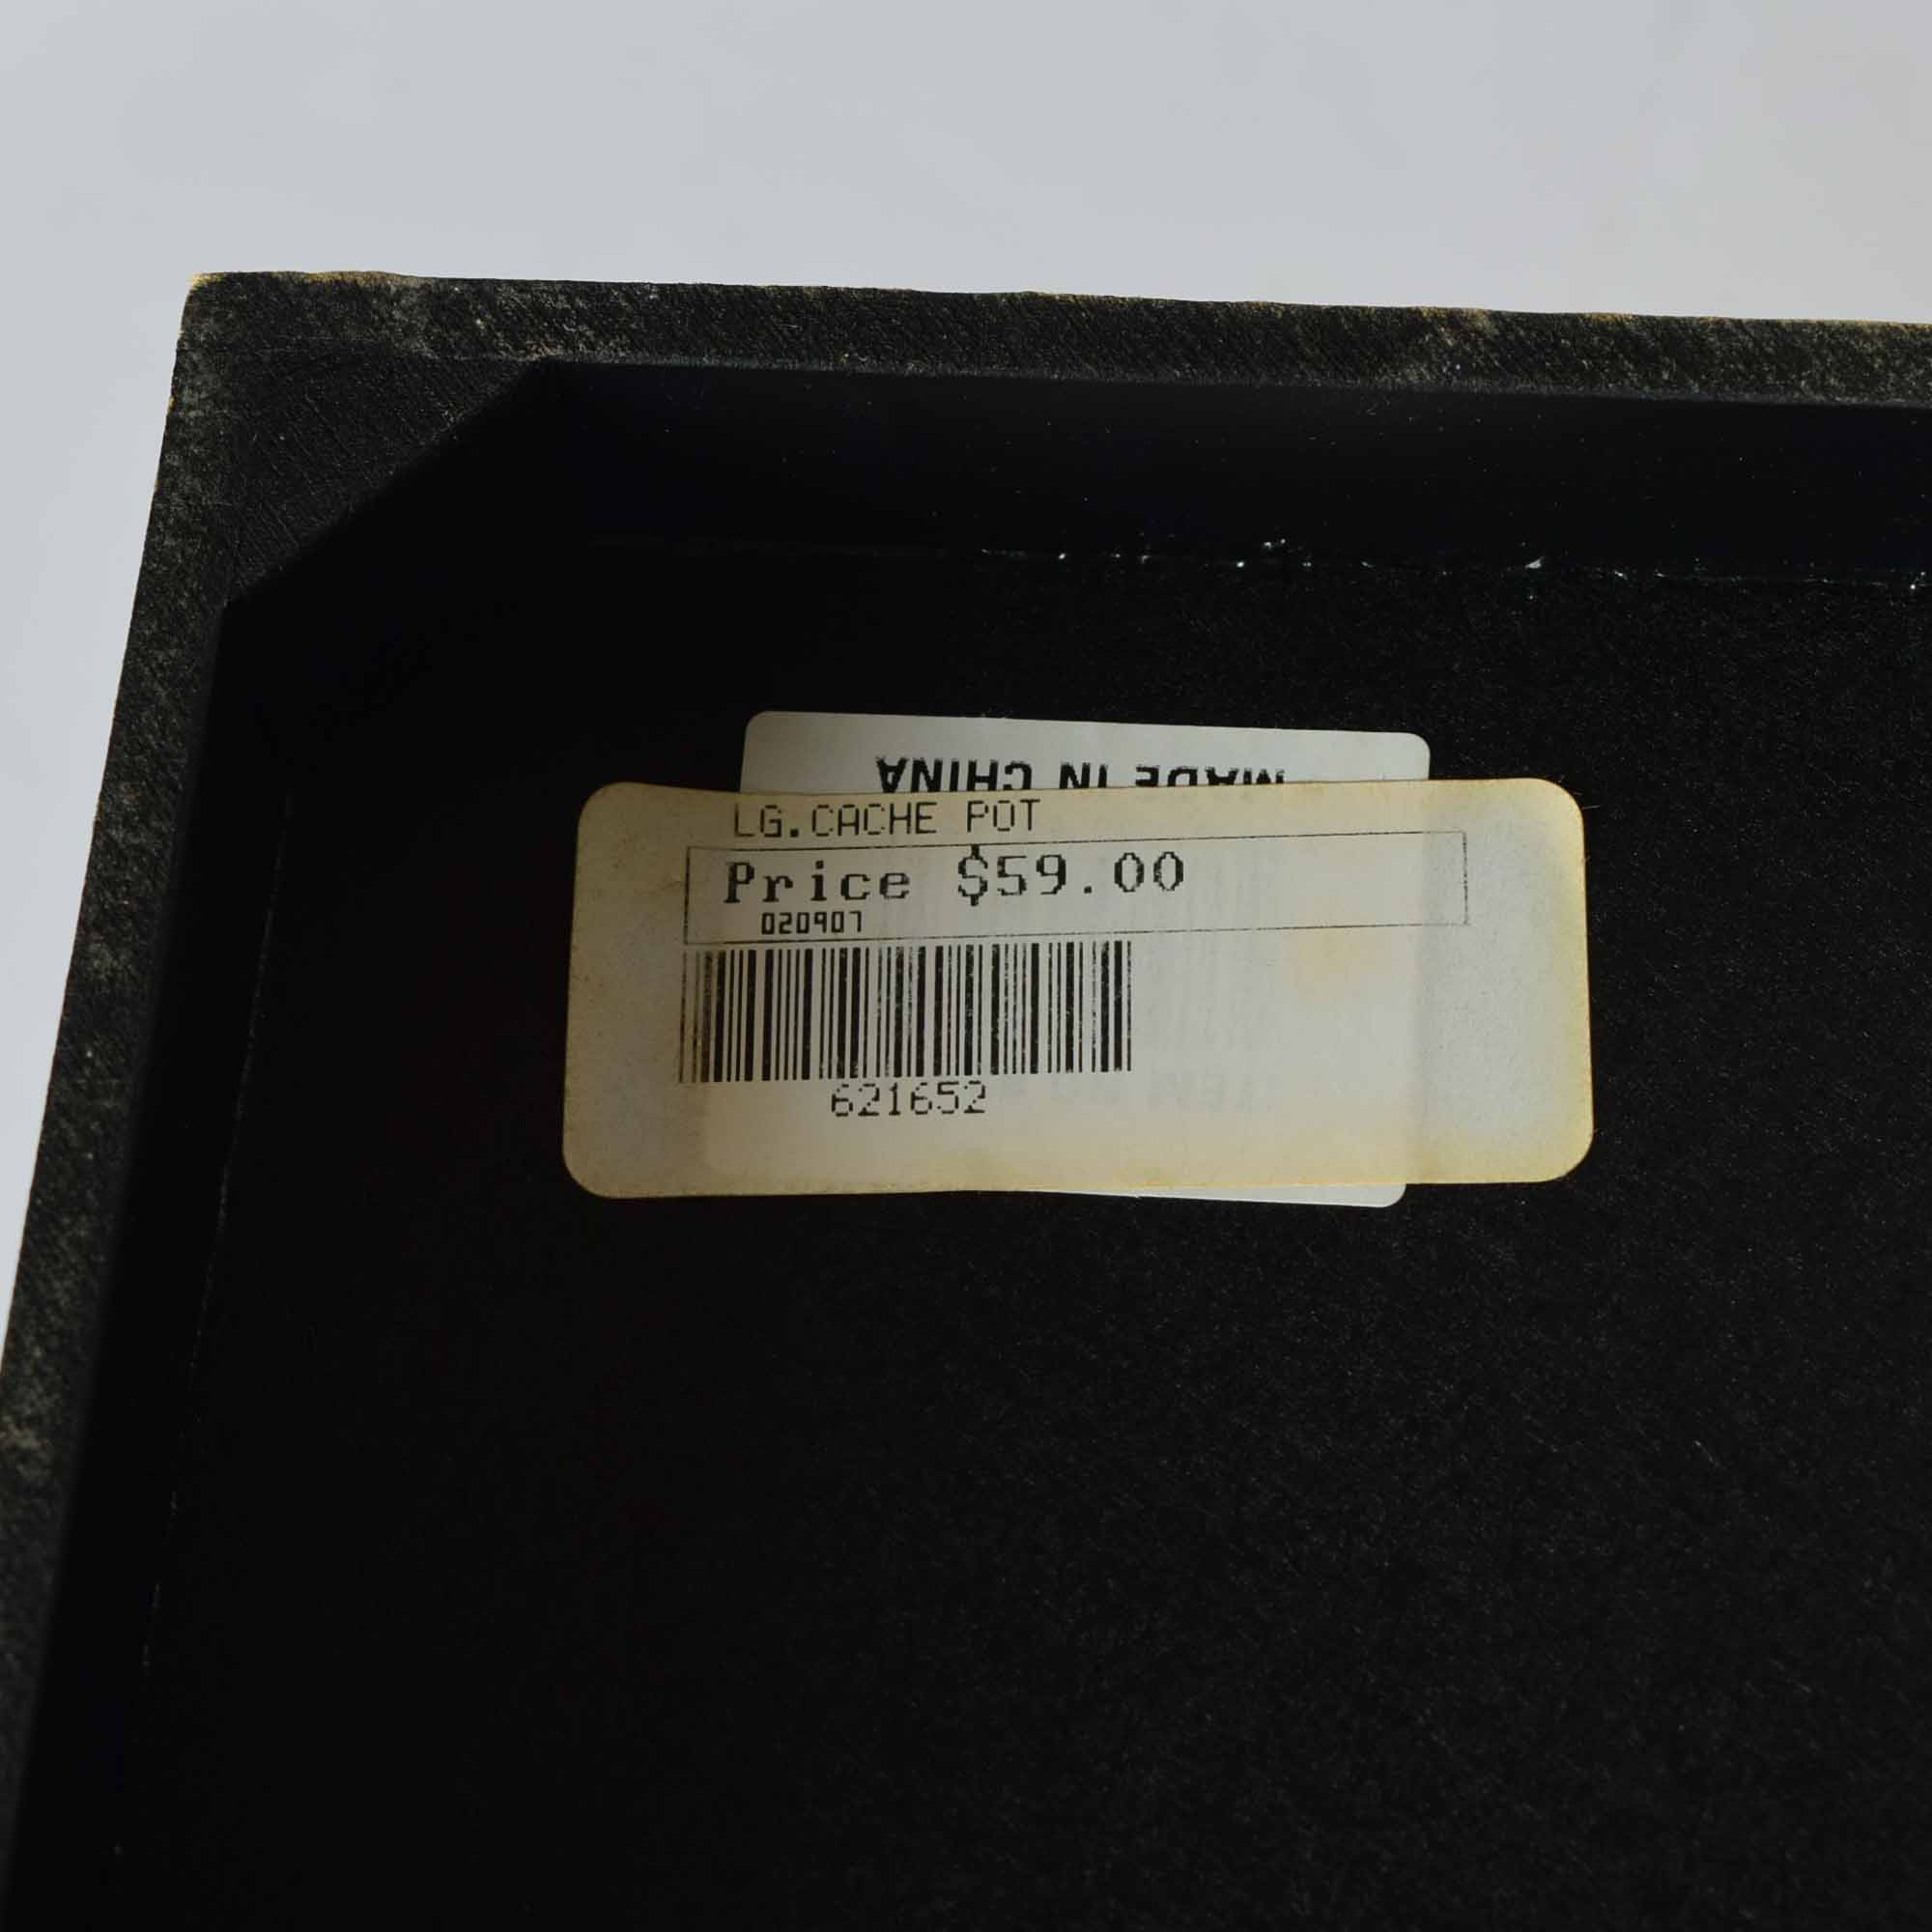 MADE IN CHINA
LG.CACHE POT
Price $59.00
020907
621652